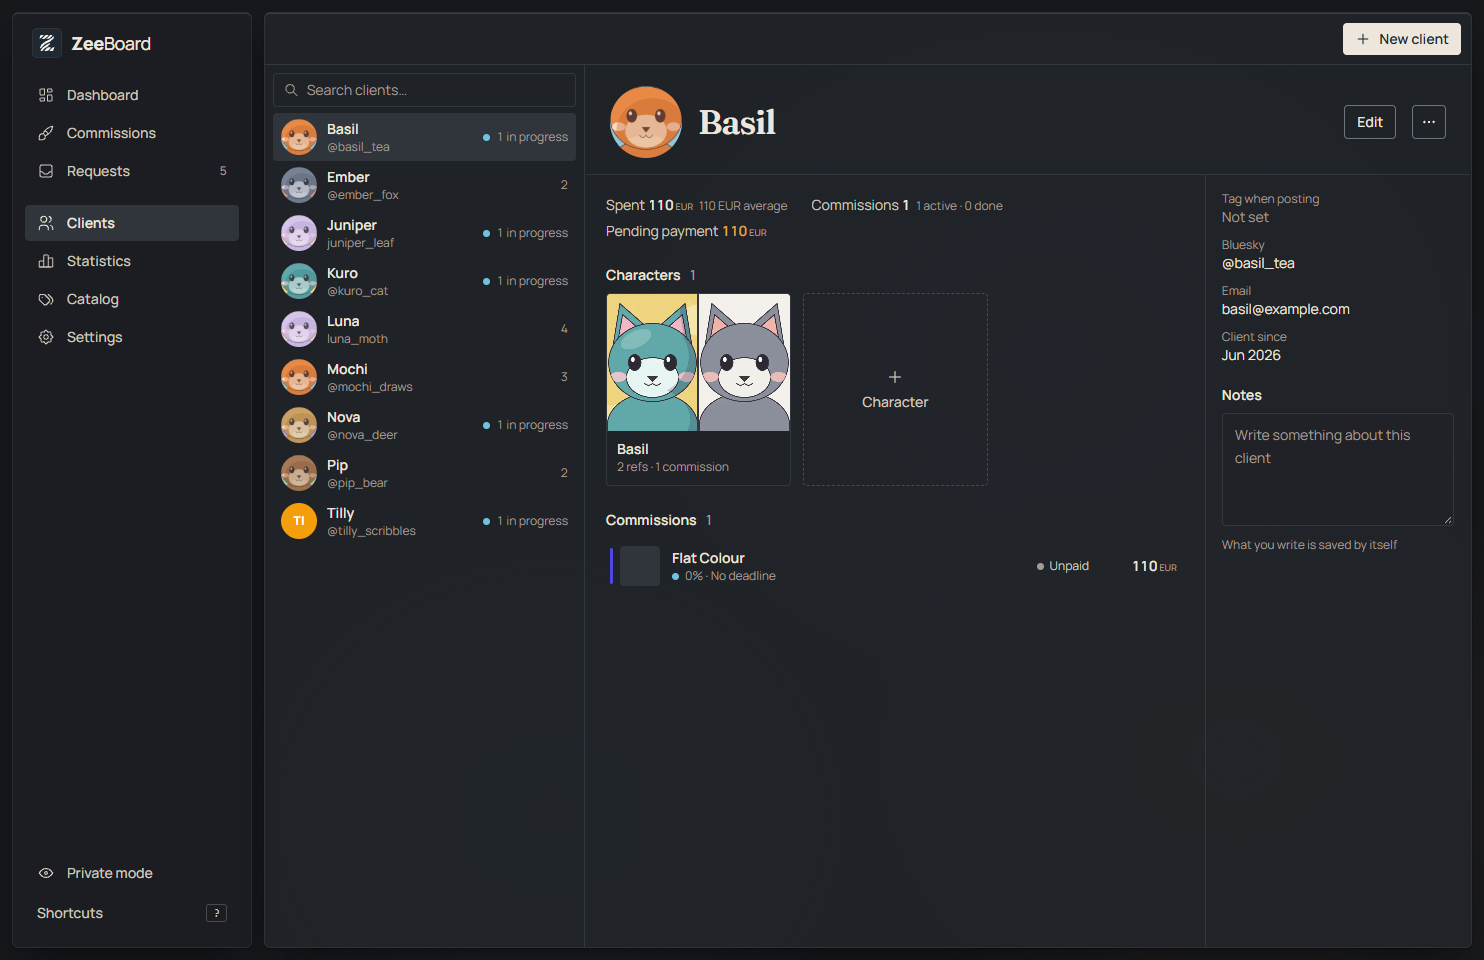 ZeeBoard
Dashboard
Commissions
Requests 5
Clients
Statistics
Catalog
Settings
Private mode
Shortcuts ?
+ New client
Search clients...
Basil
@basil_tea
1 in progress
Ember
@ember_fox
2
Juniper
juniper_leaf
1 in progress
Kuro
@kuro_cat
1 in progress
Luna
luna_moth
4
Mochi
@mochi_draws
3
Nova
@nova_deer
1 in progress
Pip
@pip_bear
2
TI
Tilly
@tilly_scribbles
1 in progress
Basil
Edit
...
Spent 110 EUR 110 EUR average Commissions 1 1 active · 0 done
Pending payment 110 EUR
Characters 1
Basil
2 refs · 1 commission
+
Character
Commissions 1
Flat Colour
0% · No deadline
Unpaid
110 EUR
Tag when posting
Not set
Bluesky
@basil_tea
Email
basil@example.com
Client since
Jun 2026
Notes
Write something about this
client
What you write is saved by itself